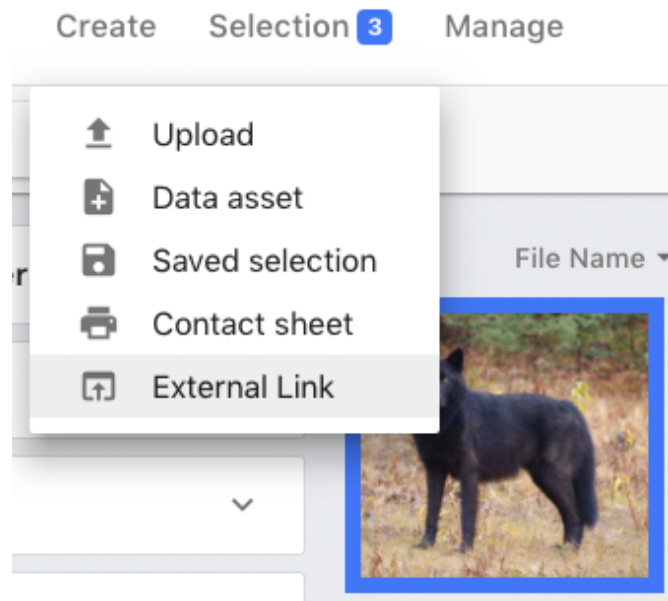 Create Selection 3 Manage
Upload
Data asset
Saved selection
Contact sheet
External Link
File Name